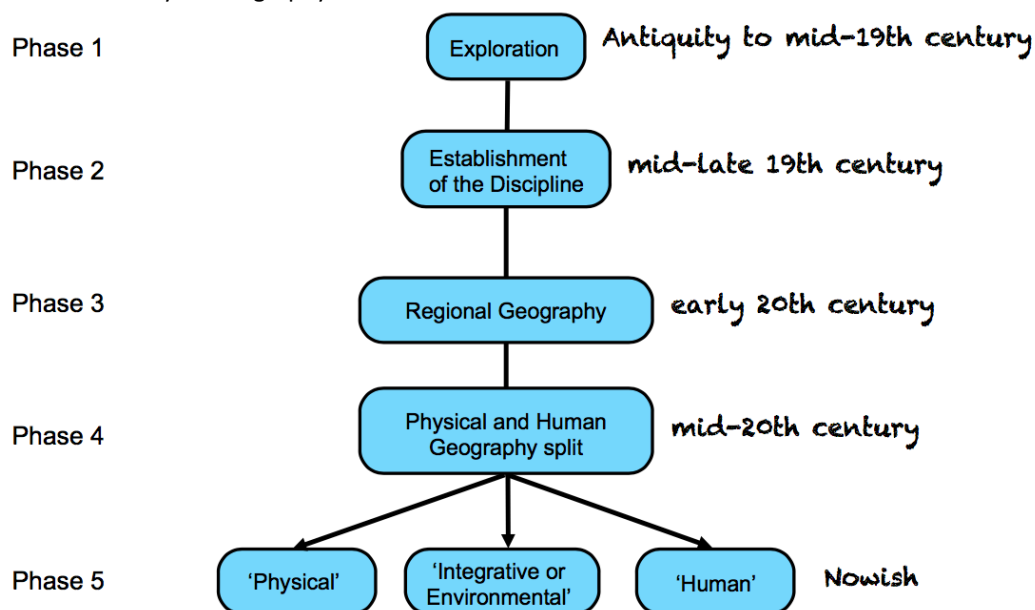 Phase 1
Exploration
Antiquity to mid-19th century
Phase 2
Establishment
of the Discipline
mid-late 19th century
Phase 3
Regional Geography
early 20th century
Phase 4
Physical and Human
Geography split
mid-20th century
Phase 5
‘Physical’
‘Integrative or
Environmental’
‘Human’
Nowish